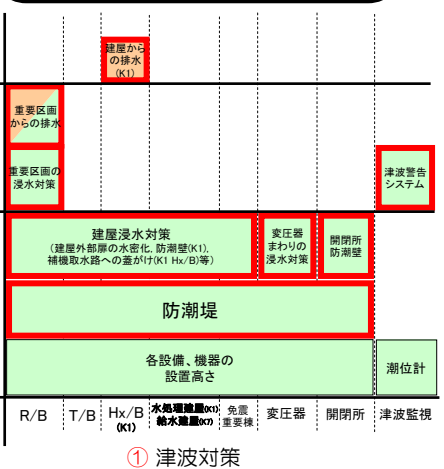 建屋から
の排水
(K1)
重要区画
からの排水
重要区画の
浸水対策
津波警告
システム
建屋浸水対策
(建屋外部扉の水密化, 防潮壁(K1),
補機取水路への蓋がけ(K1 Hx/B)等)
変圧器
まわりの
浸水対策
開閉所
防潮壁
防潮堤
各設備、機器の
設置高さ
潮位計
R/B
T/B
Hx/B
(K1)
水処理建屋(K1)
給水建屋(K7)
免震
重要棟
変圧器
開閉所
津波監視
① 津波対策